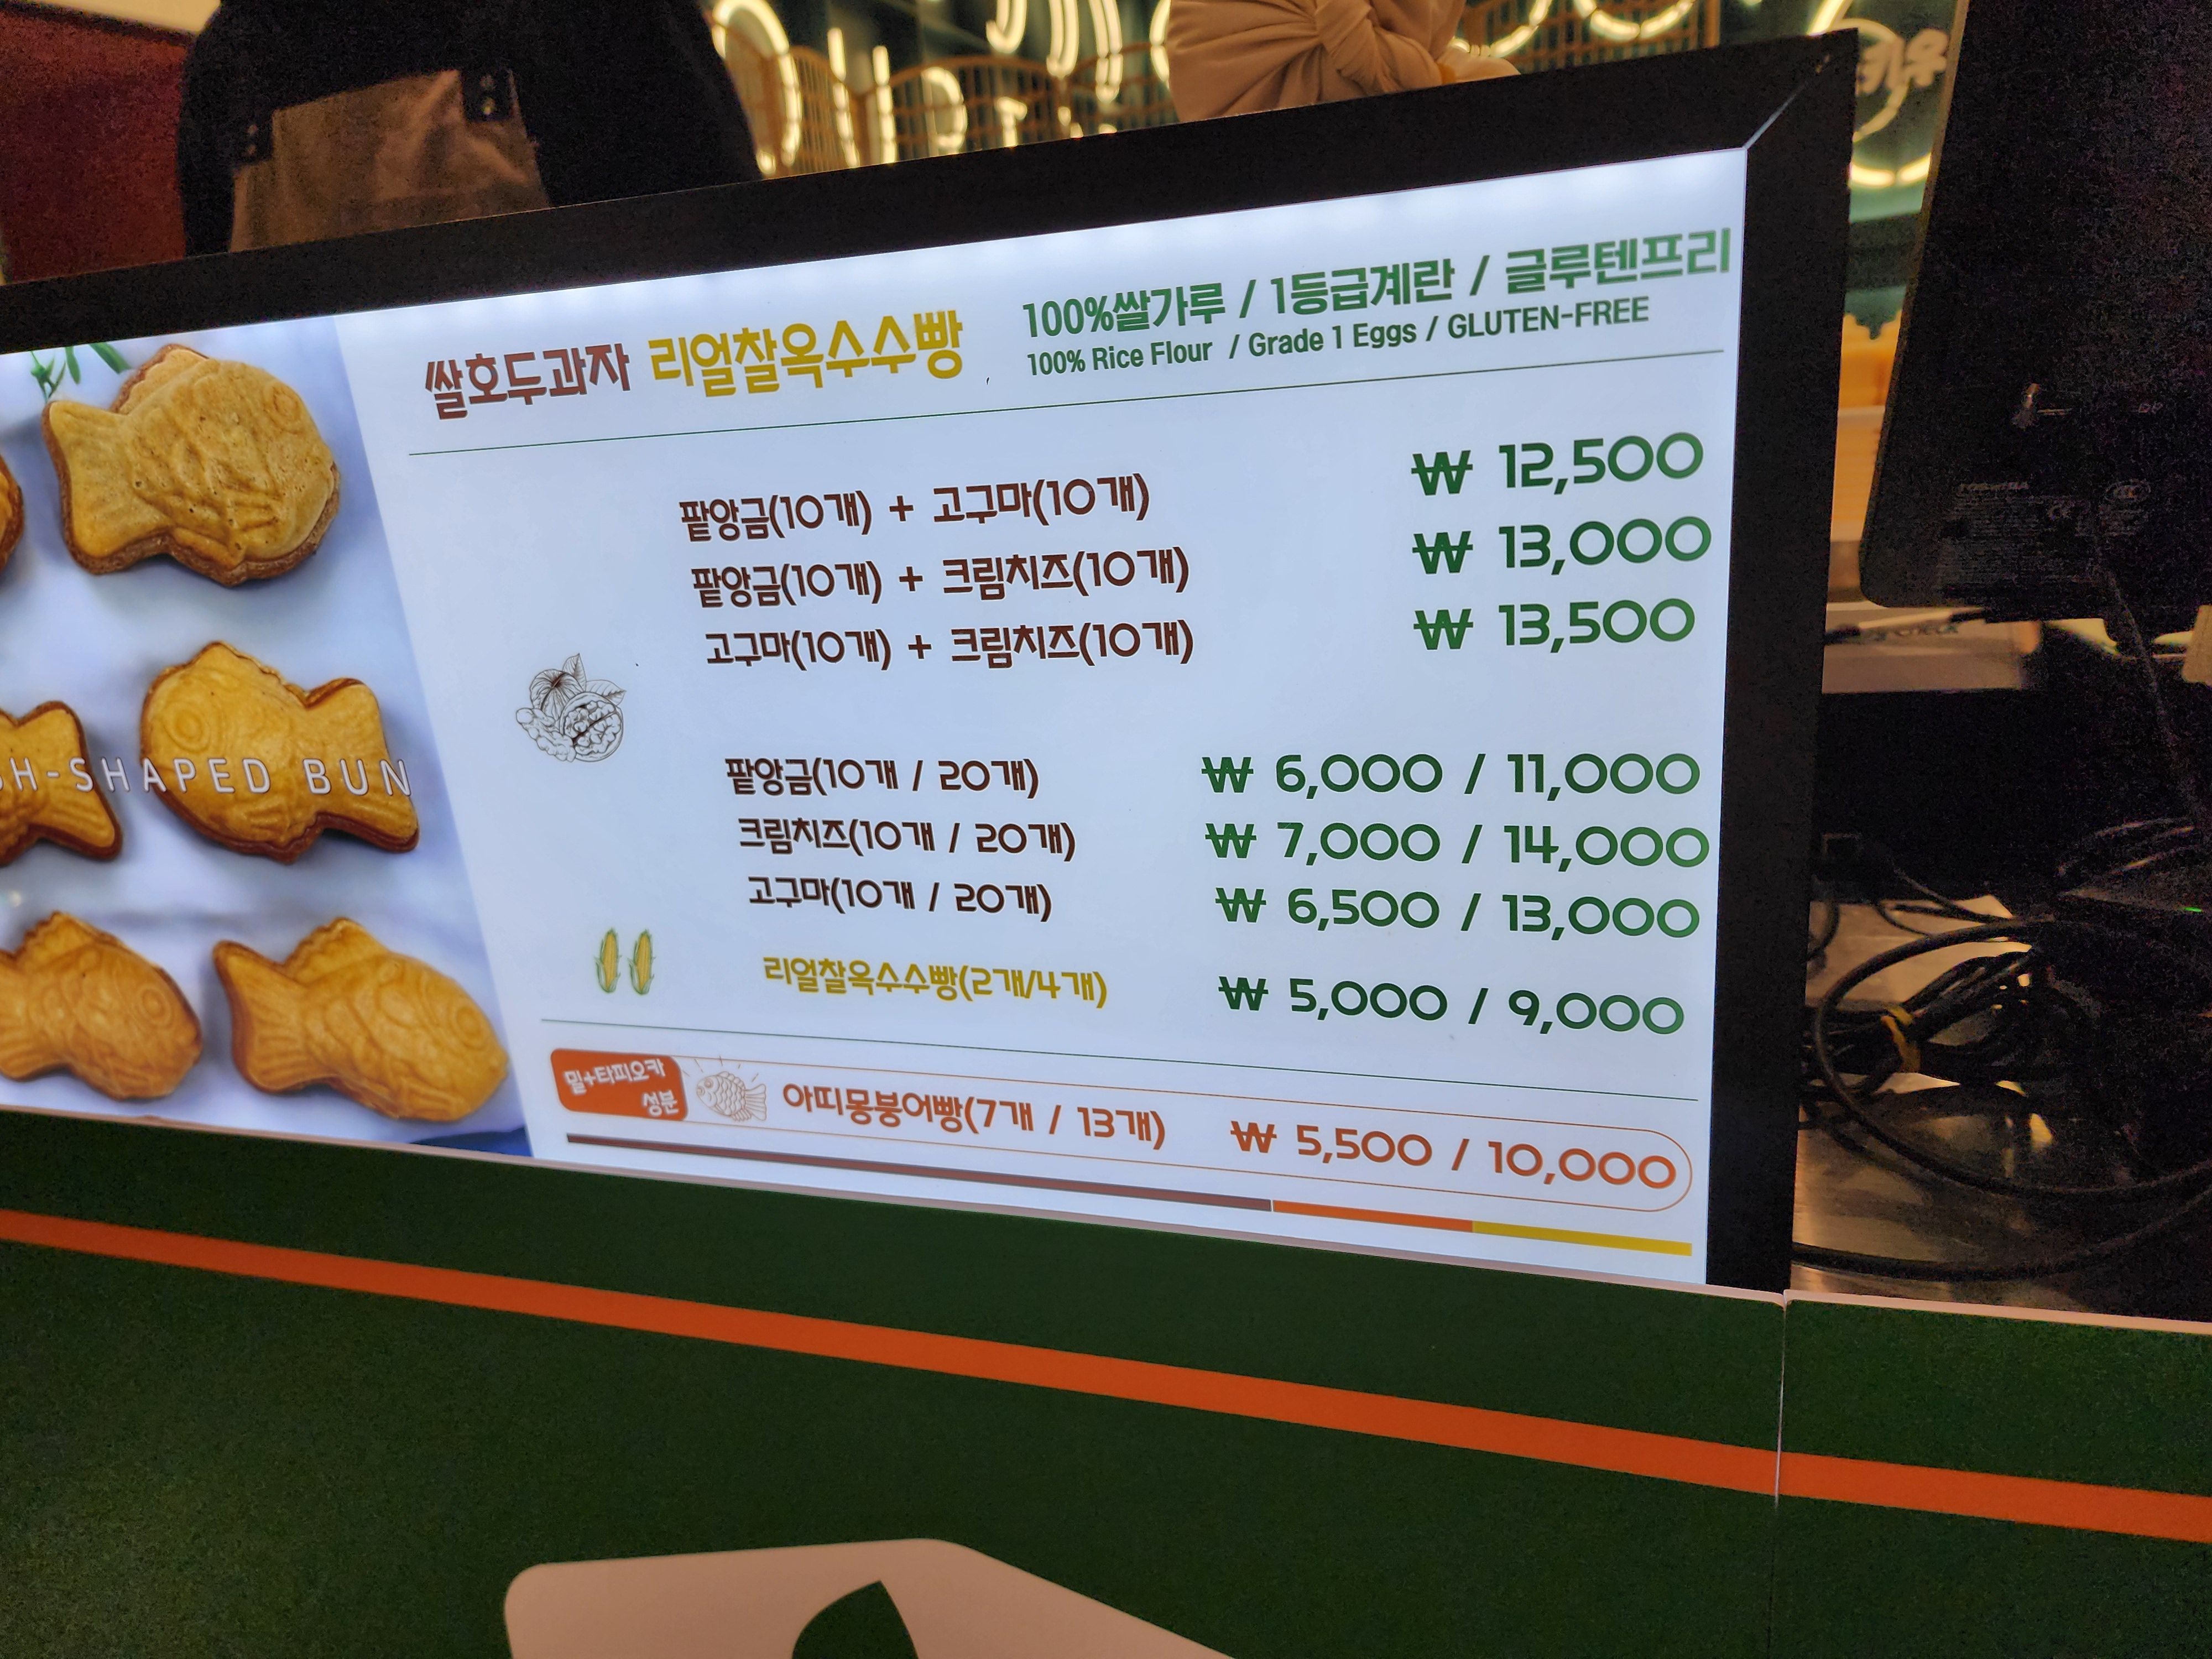 쌀호두과자 리얼찰옥수수빵
100%쌀가루 / 1등급계란 / 글루텐프리
100% Rice Flour / Grade 1 Eggs / GLUTEN-FREE
팥앙금(10개) + 고구마(10개) ₩ 12,500
팥앙금(10개) + 크림치즈(10개) ₩ 13,000
고구마(10개) + 크림치즈(10개) ₩ 13,500
팥앙금(10개 / 20개) ₩ 6,000 / 11,000
크림치즈(10개 / 20개) ₩ 7,000 / 14,000
고구마(10개 / 20개) ₩ 6,500 / 13,000
리얼찰옥수수빵(2개/4개) ₩ 5,000 / 9,000
밀+타피오카
성분
아띠몽붕어빵(7개 / 13개) ₩ 5,500 / 10,000
SH-SHAPED BUN
TOSHIBA